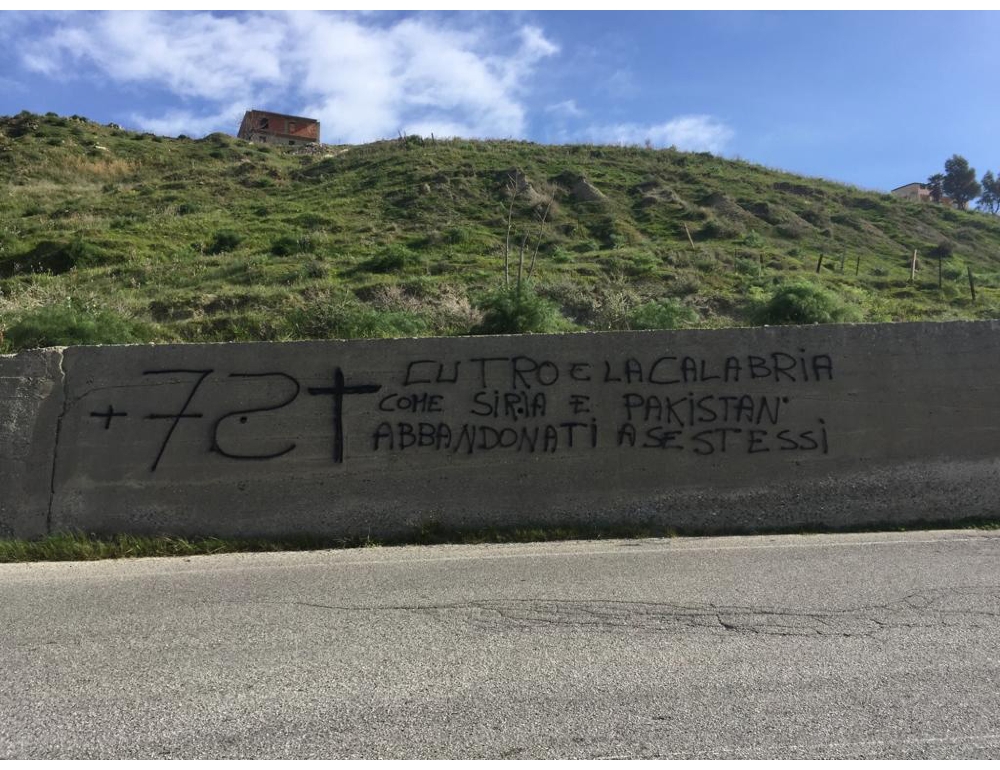 +72 †
CUTRO E LA CALABRIA
COME SIRIA E PAKISTAN
ABBANDONATI A SE STESSI